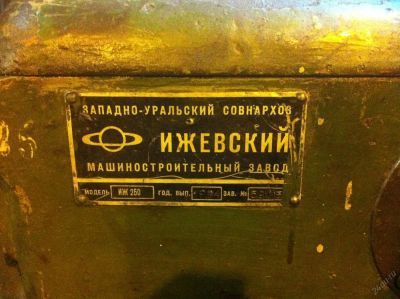 ЗАПАДНО-УРАЛЬСКИЙ СОВНАРХОЗ
ИЖЕВСКИЙ
МАШИНОСТРОИТЕЛЬНЫЙ ЗАВОД
МОДЕЛЬ ИЖ 250 ГОД. ВЫП. ЗАВ. №